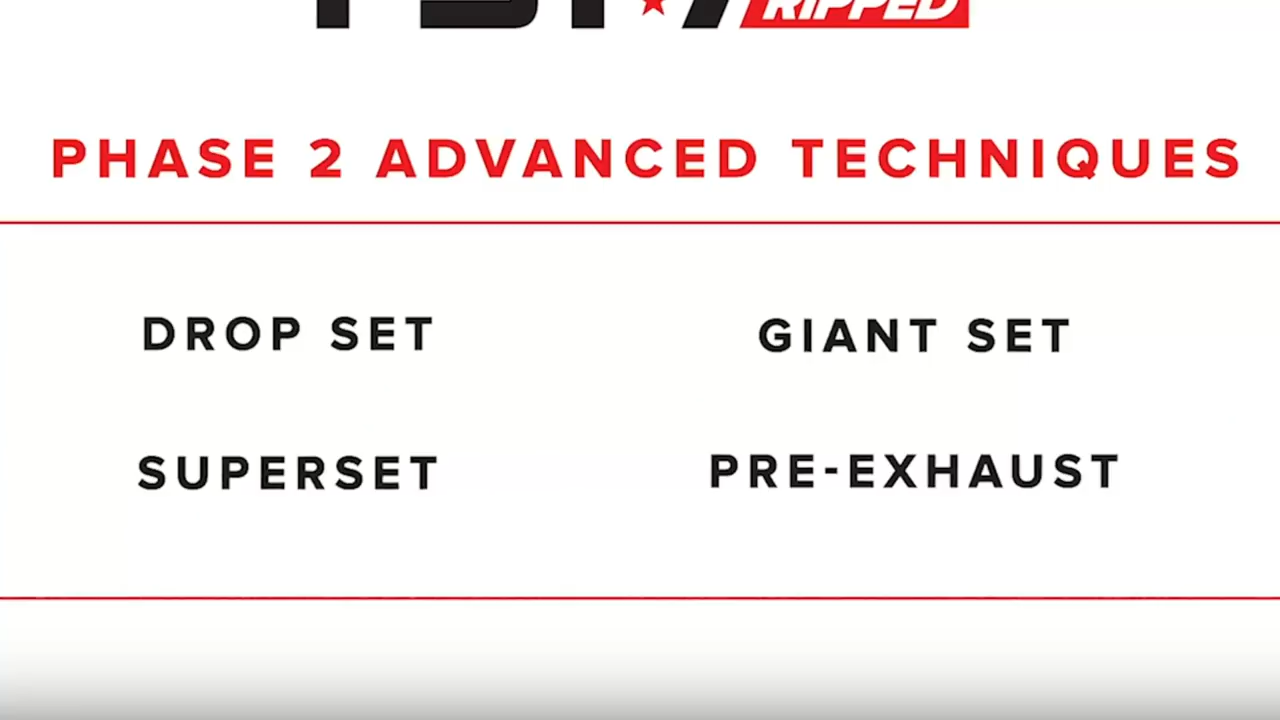 RIPPED
PHASE 2 ADVANCED TECHNIQUES
DROP SET
GIANT SET
SUPERSET
PRE-EXHAUST